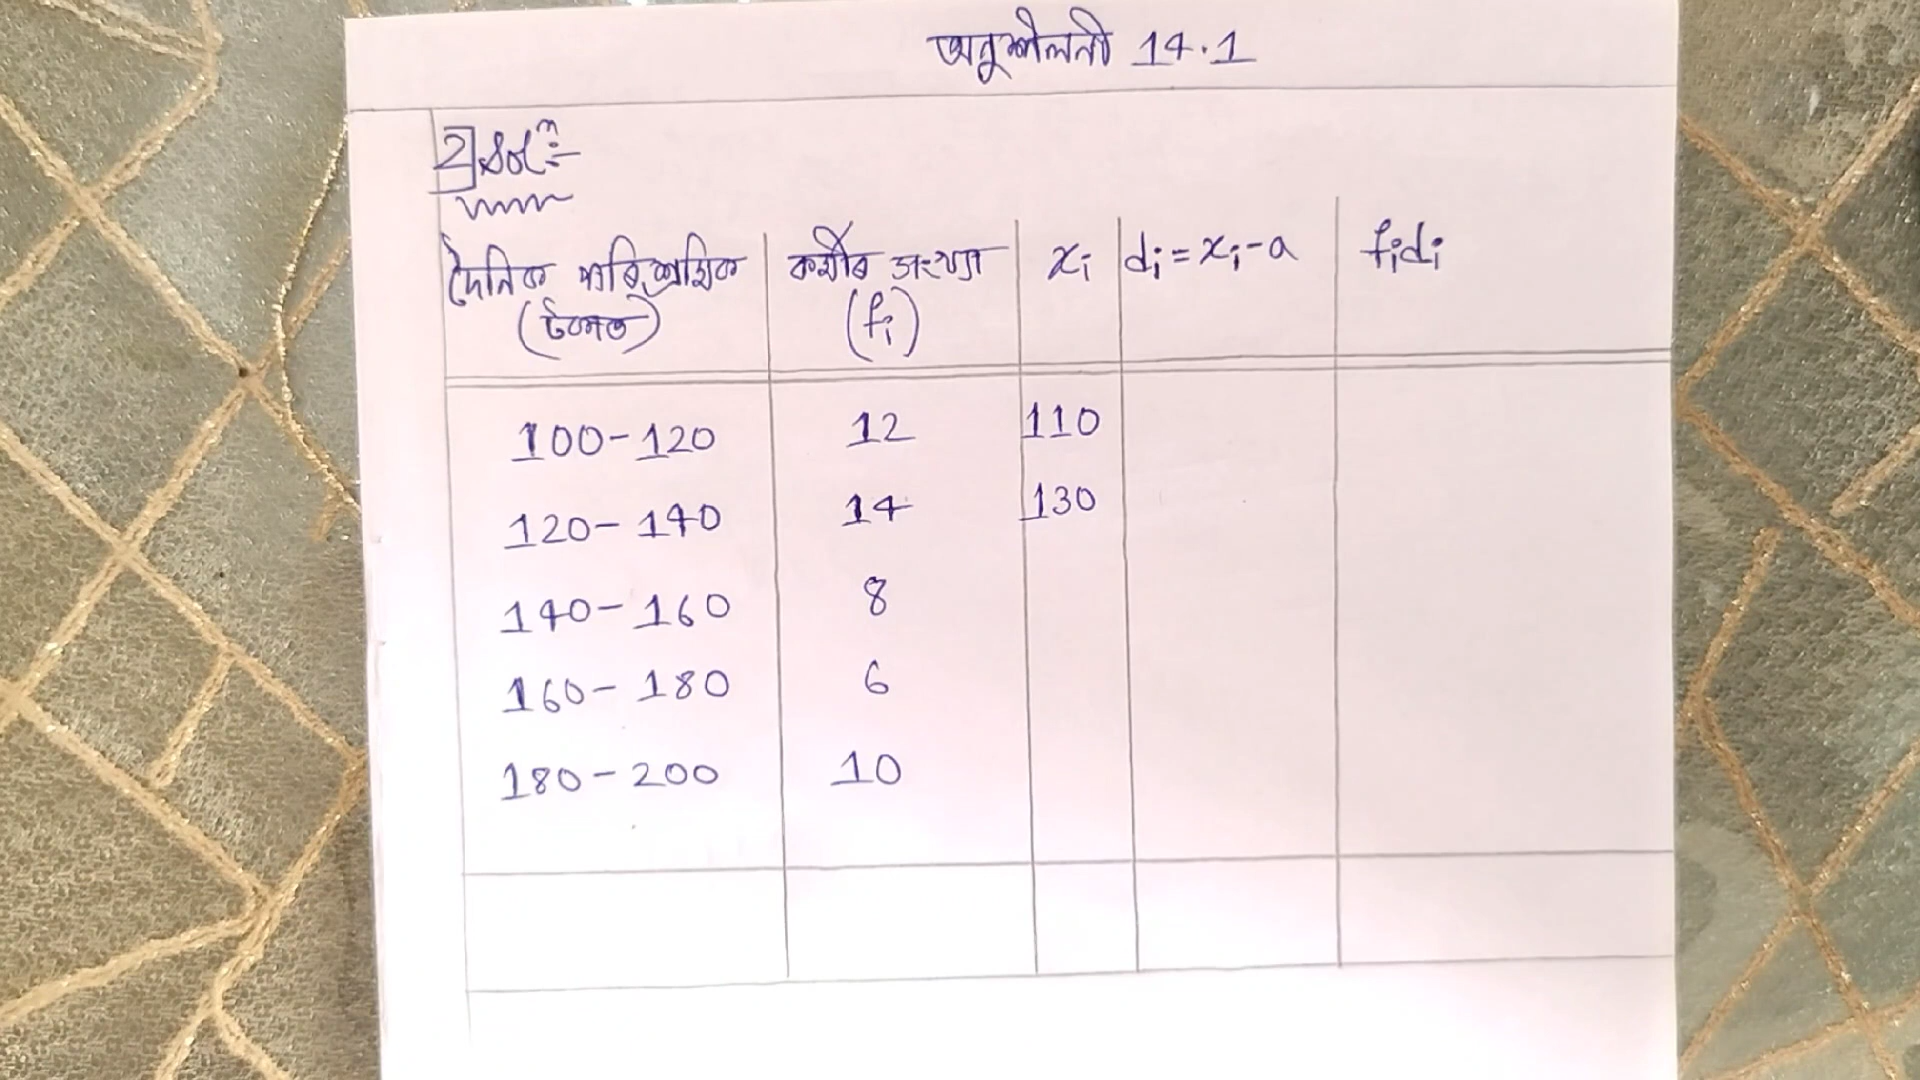 অনুশীলনী 14.1
2 Solⁿ:-
দৈনিক পাৰিশ্ৰমিক (টকাত) কৰ্মীৰ সংখ্যা (fᵢ) xᵢ dᵢ = xᵢ - a fᵢdᵢ
100-120 12 110
120-140 14 130
140-160 8
160-180 6
180-200 10